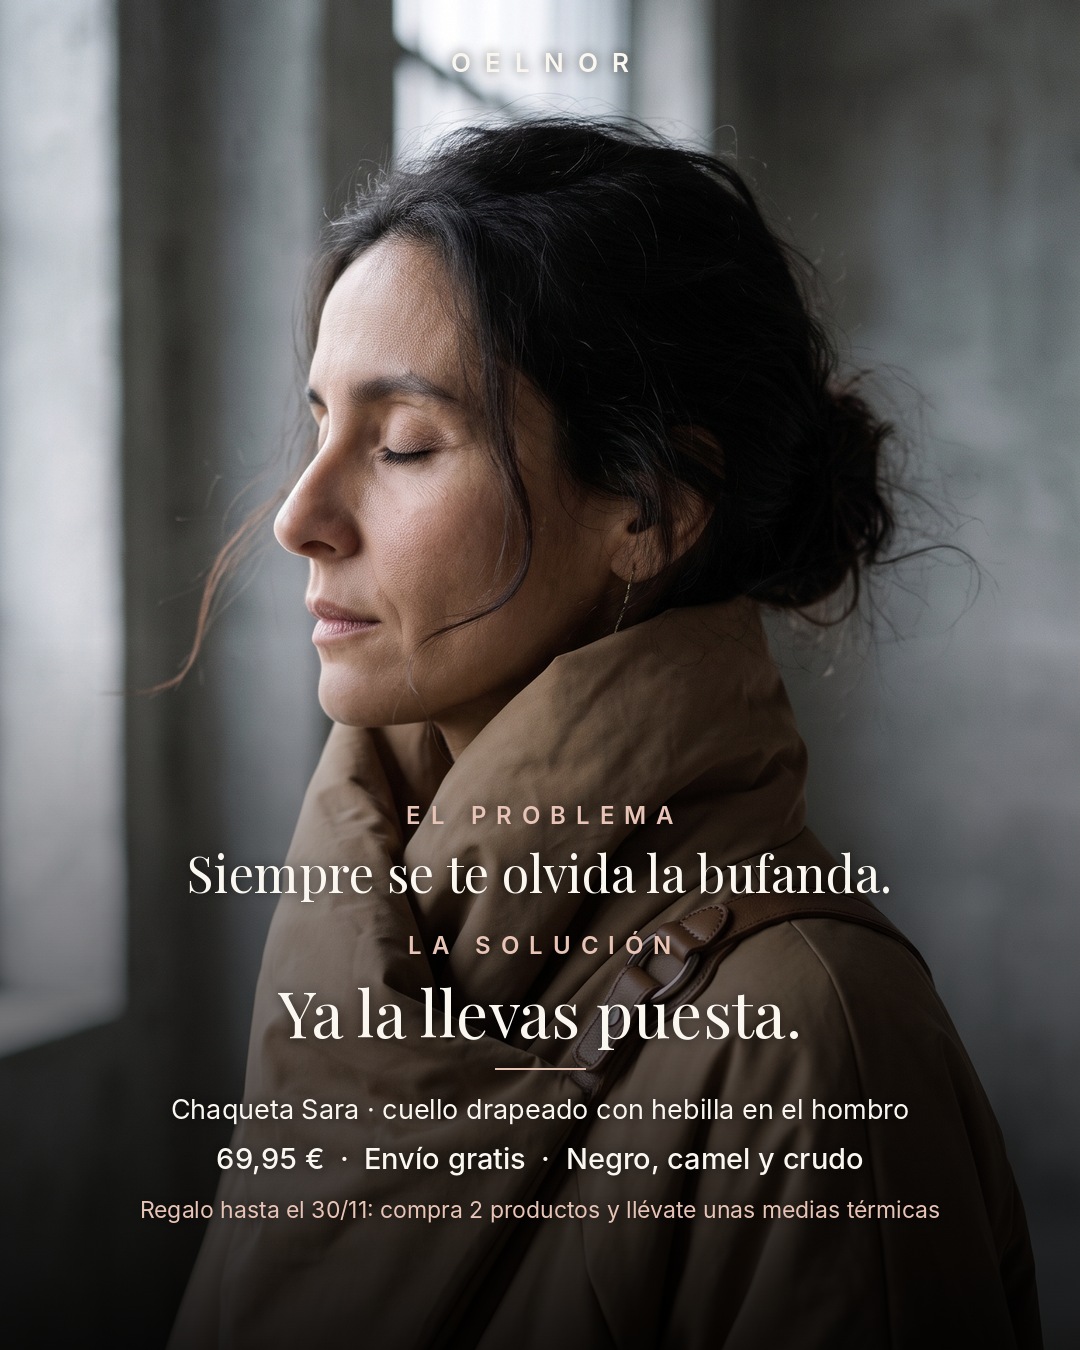 OELNOR
EL PROBLEMA
Siempre se te olvida la bufanda.
LA SOLUCIÓN
Ya la llevas puesta.
Chaqueta Sara · cuello drapeado con hebilla en el hombro
69,95 € · Envío gratis · Negro, camel y crudo
Regalo hasta el 30/11: compra 2 productos y llévate unas medias térmicas